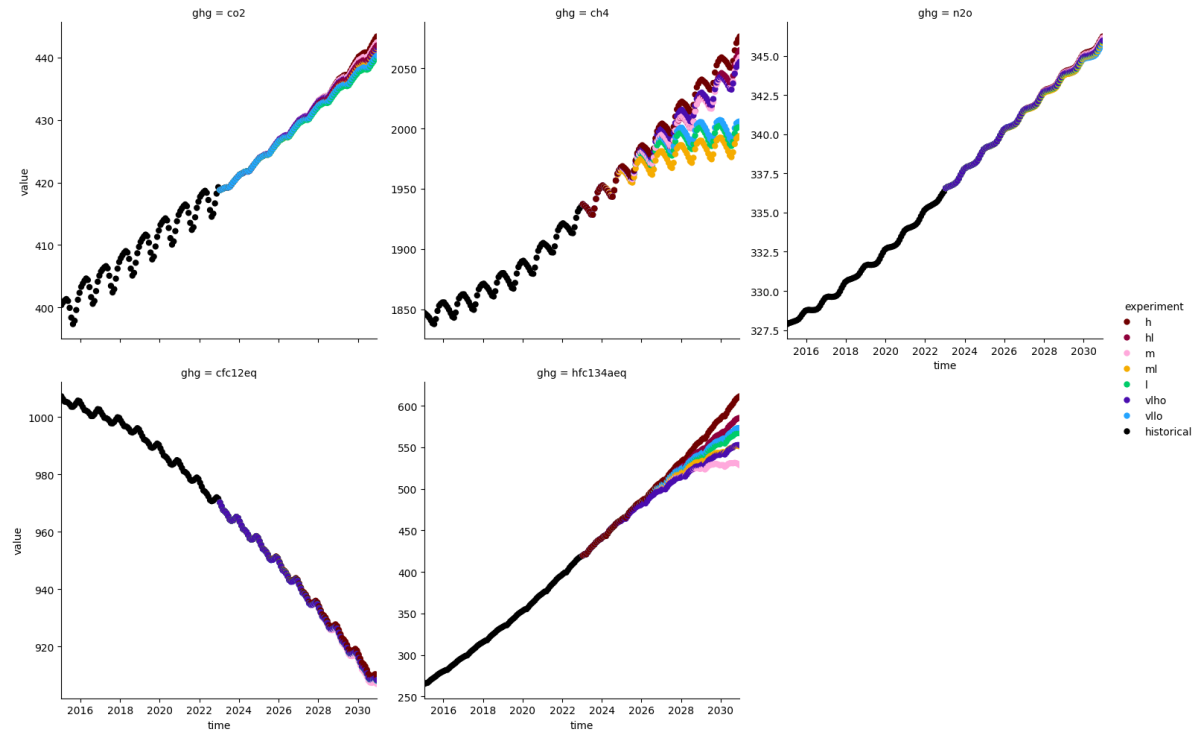 ghg = co2
ghg = ch4
ghg = n2o
440
430
420
410
400
value
2050
2000
1950
1900
1850
345.0
342.5
340.0
337.5
335.0
332.5
330.0
327.5
2016 2018 2020 2022 2024 2026 2028 2030
time
experiment
h
hl
m
ml
l
vlho
vllo
historical
ghg = cfc12eq
ghg = hfc134aeq
1000
980
960
940
920
value
600
550
500
450
400
350
300
250
2016 2018 2020 2022 2024 2026 2028 2030
time
2016 2018 2020 2022 2024 2026 2028 2030
time